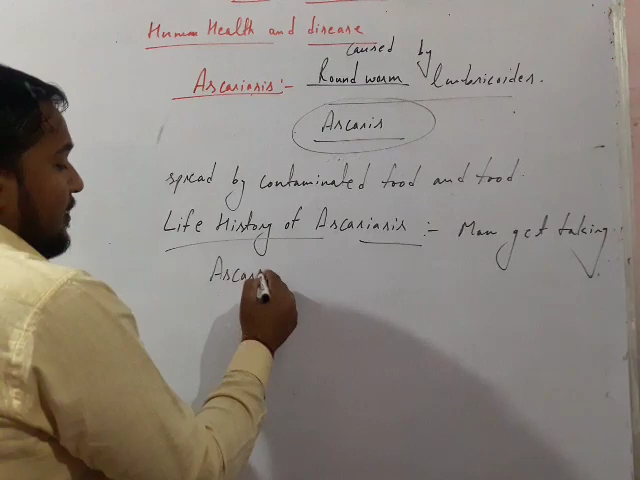 Human Health and disease
caused by
Ascariasis :- Round worm lumbricoides.
Ascaris
spread by contaminated food and food.
Life History of Ascariasis :- Man get taking
Ascaris